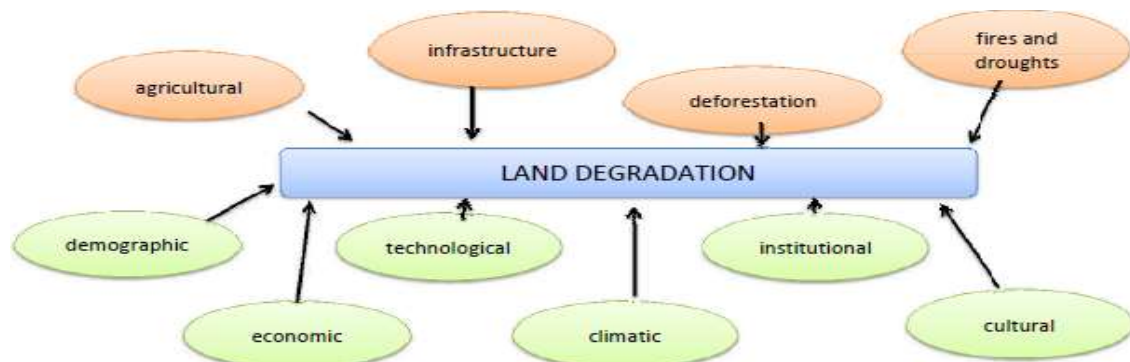 infrastructure
fires and
droughts
agricultural
deforestation
LAND DEGRADATION
demographic
technological
institutional
economic
climatic
cultural